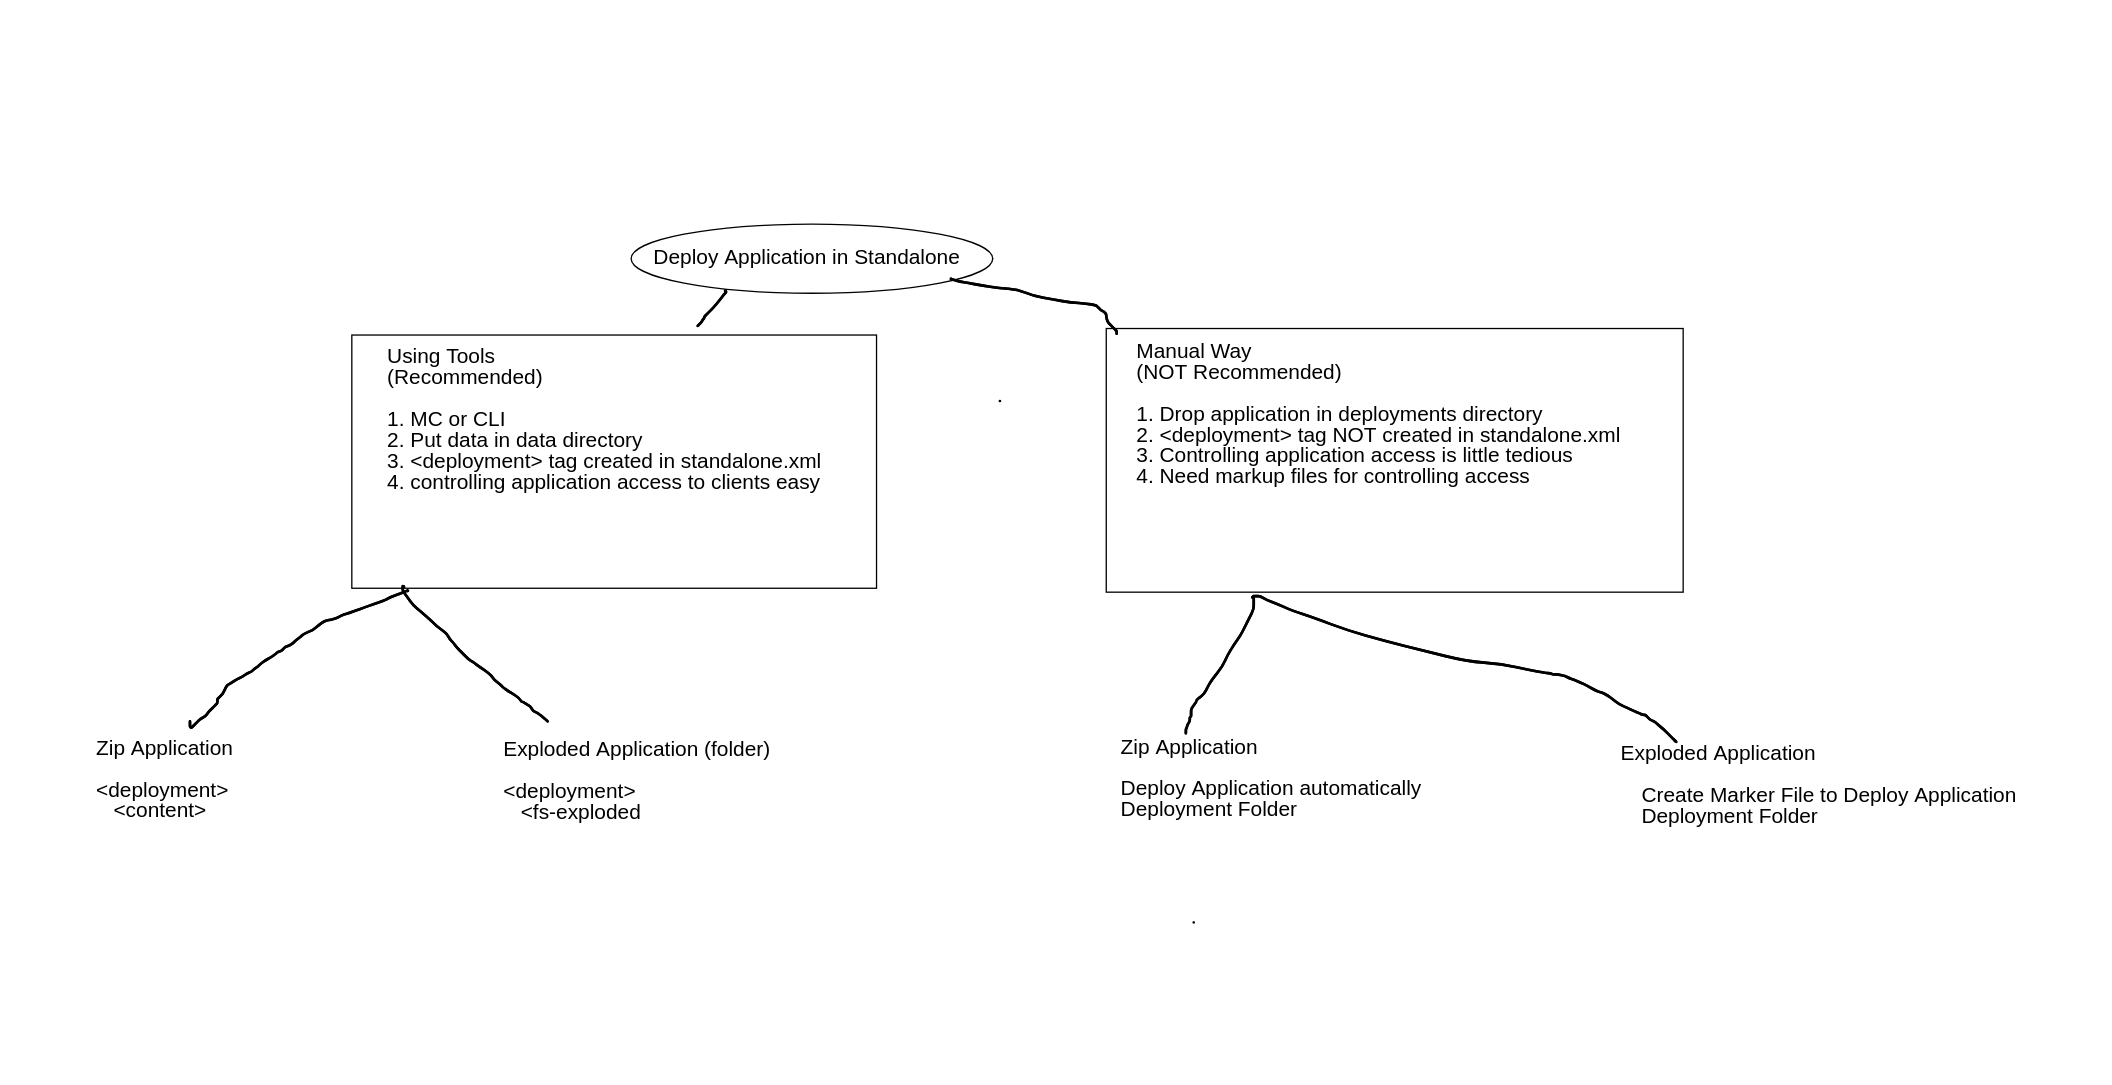 Deploy Application in Standalone
Using Tools
(Recommended)
1. MC or CLI
2. Put data in data directory
3. <deployment> tag created in standalone.xml
4. controlling application access to clients easy
Manual Way
(NOT Recommended)
1. Drop application in deployments directory
2. <deployment> tag NOT created in standalone.xml
3. Controlling application access is little tedious
4. Need markup files for controlling access
Zip Application
<deployment>
<content>
Exploded Application (folder)
<deployment>
<fs-exploded
Zip Application
Deploy Application automatically
Deployment Folder
Exploded Application
Create Marker File to Deploy Application
Deployment Folder